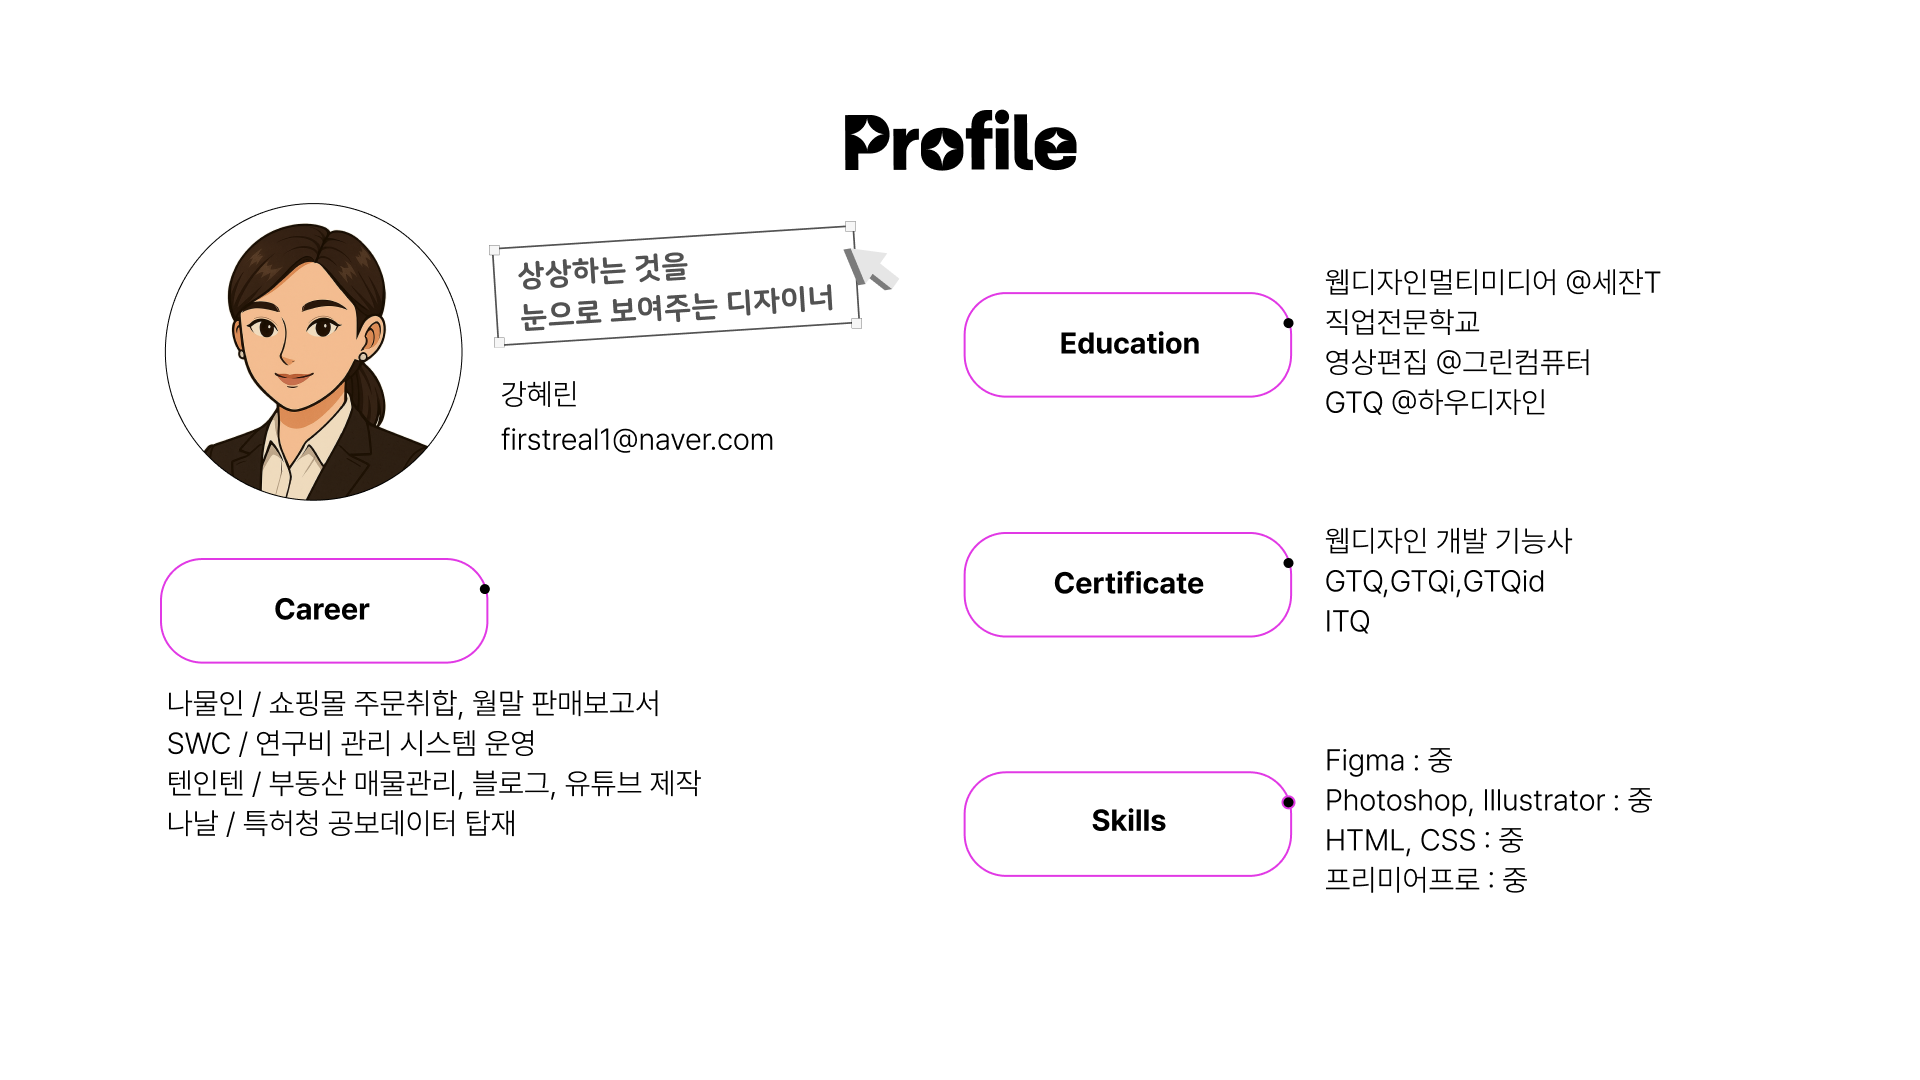 Profile
상상하는 것을
눈으로 보여주는 디자이너
강혜린
firstreal1@naver.com
Career
나물인 / 쇼핑몰 주문취합, 월말 판매보고서
SWC / 연구비 관리 시스템 운영
텐인텐 / 부동산 매물관리, 블로그, 유튜브 제작
나날 / 특허청 공보데이터 탑재
Education
웹디자인멀티미디어 @세잔T
직업전문학교
영상편집 @그린컴퓨터
GTQ @하우디자인
Certificate
웹디자인 개발 기능사
GTQ,GTQi,GTQid
ITQ
Skills
Figma : 중
Photoshop, Illustrator : 중
HTML, CSS : 중
프리미어프로 : 중